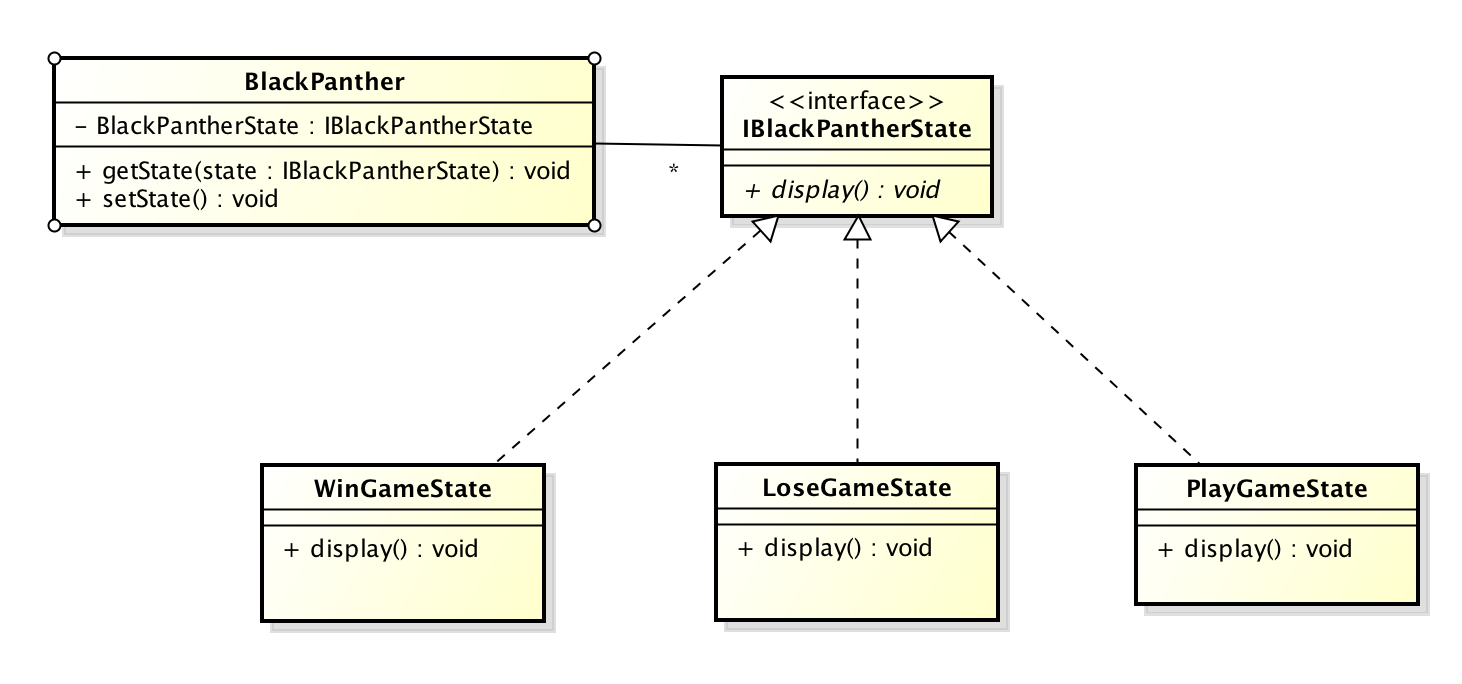 BlackPanther
– BlackPantherState : IBlackPantherState
+ getState(state : IBlackPantherState) : void
+ setState() : void
*
<<interface>>
IBlackPantherState
+ display() : void
WinGameState
+ display() : void
LoseGameState
+ display() : void
PlayGameState
+ display() : void